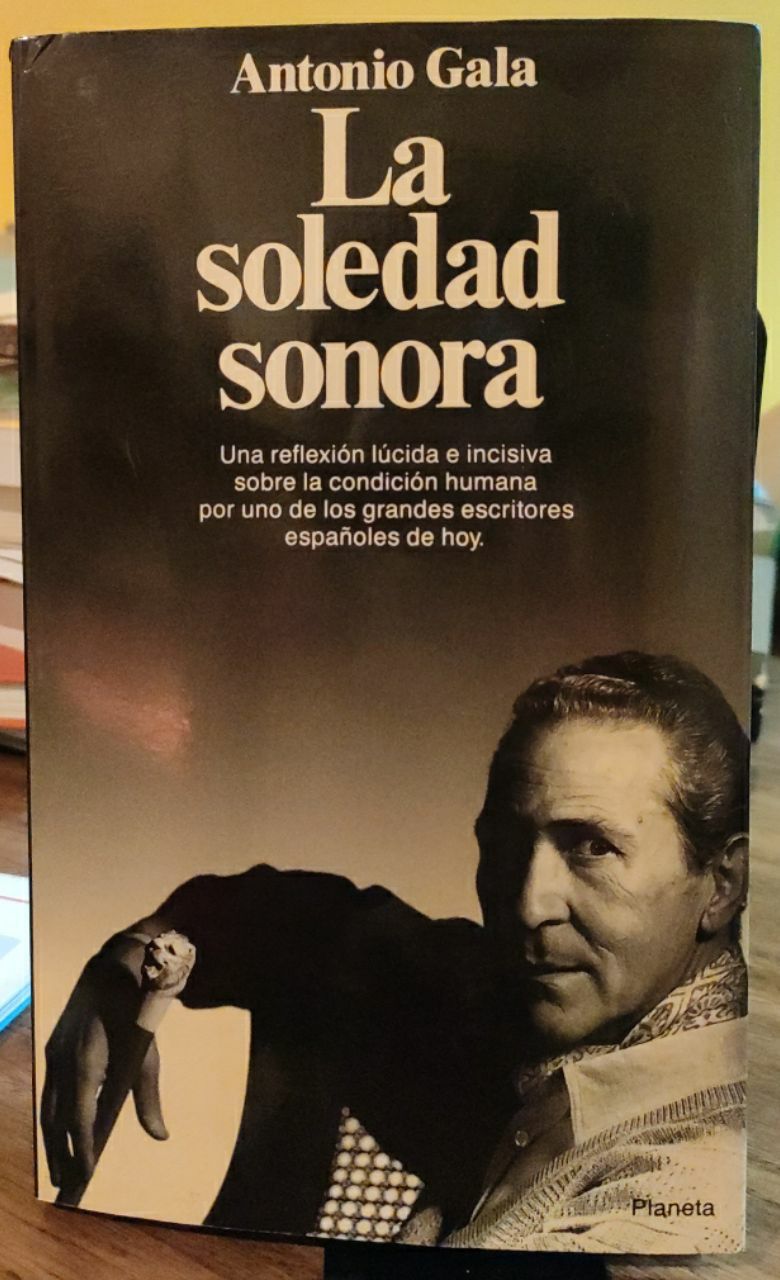 Antonio Gala
La
soledad
sonora
Una reflexión lúcida e incisiva
sobre la condición humana
por uno de los grandes escritores
españoles de hoy.
Planeta